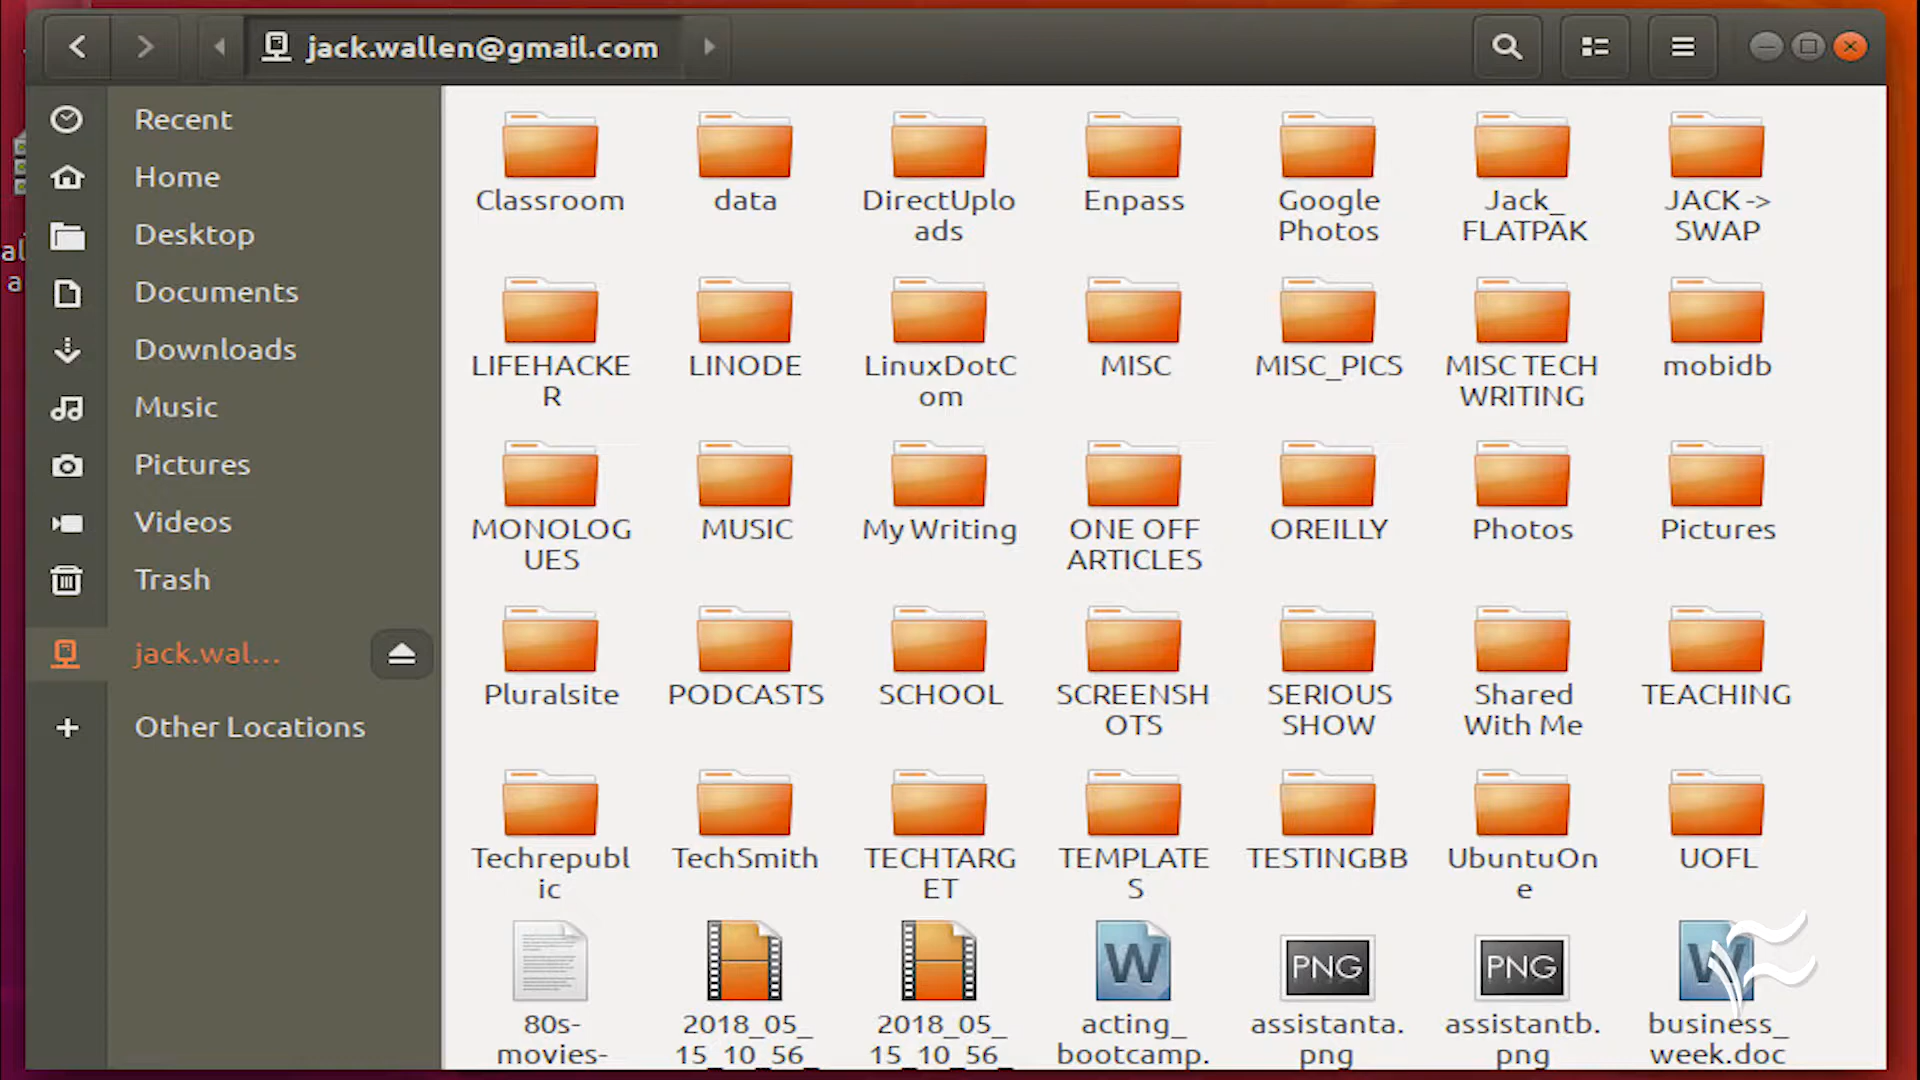 jack.wallen@gmail.com
Recent
Home
Desktop
Documents
Downloads
Music
Pictures
Videos
Trash
jack.wal...
Other Locations
al
a
Classroom
data
DirectUplo
ads
Enpass
Google
Photos
Jack_
FLATPAK
JACK ->
SWAP
LIFEHACKE
R
LINODE
LinuxDotC
om
MISC
MISC_PICS
MISC TECH
WRITING
mobidb
MONOLOG
UES
MUSIC
My Writing
ONE OFF
ARTICLES
OREILLY
Photos
Pictures
Pluralsite
PODCASTS
SCHOOL
SCREENSH
OTS
SERIOUS
SHOW
Shared
With Me
TEACHING
Techrepubl
ic
TechSmith
TECHTARG
ET
TEMPLATE
S
TESTINGBB
UbuntuOn
e
UOFL
W
PNG
PNG
W
80s-
movies-
2018_05_
15_10_56_
2018_05_
15_10_56_
acting_
bootcamp.
assistanta.
png
assistantb.
png
business_
week.doc